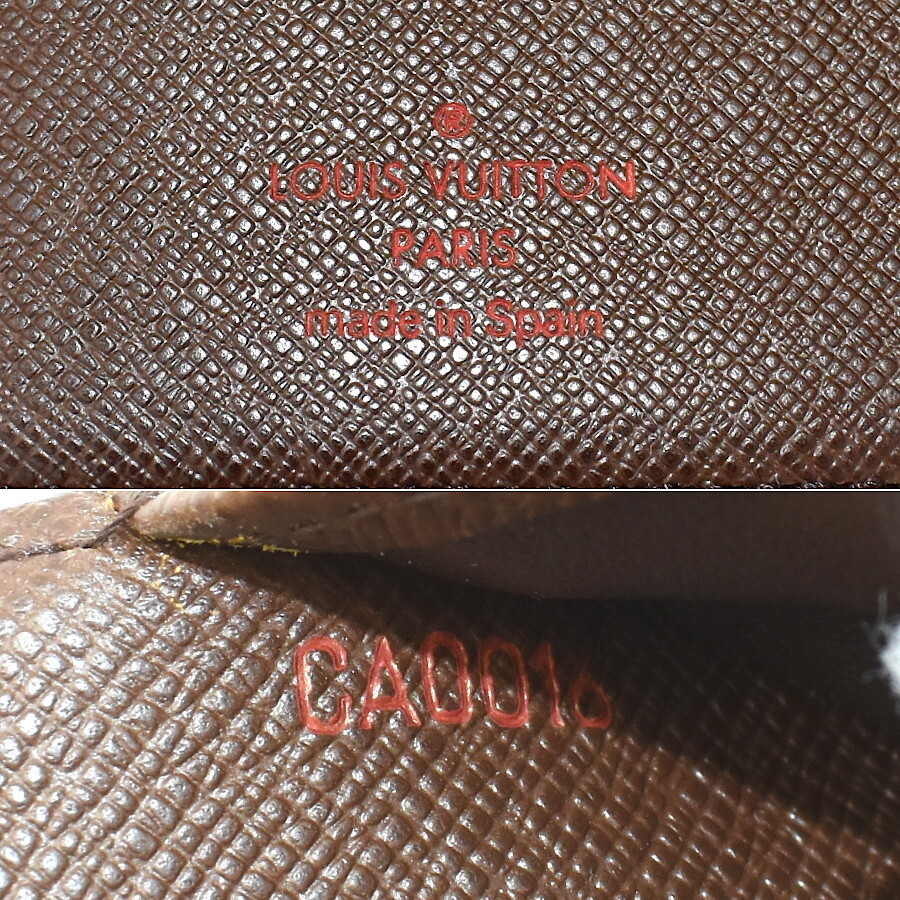 ®
LOUIS VUITTON
PARIS
made in Spain
CA0016